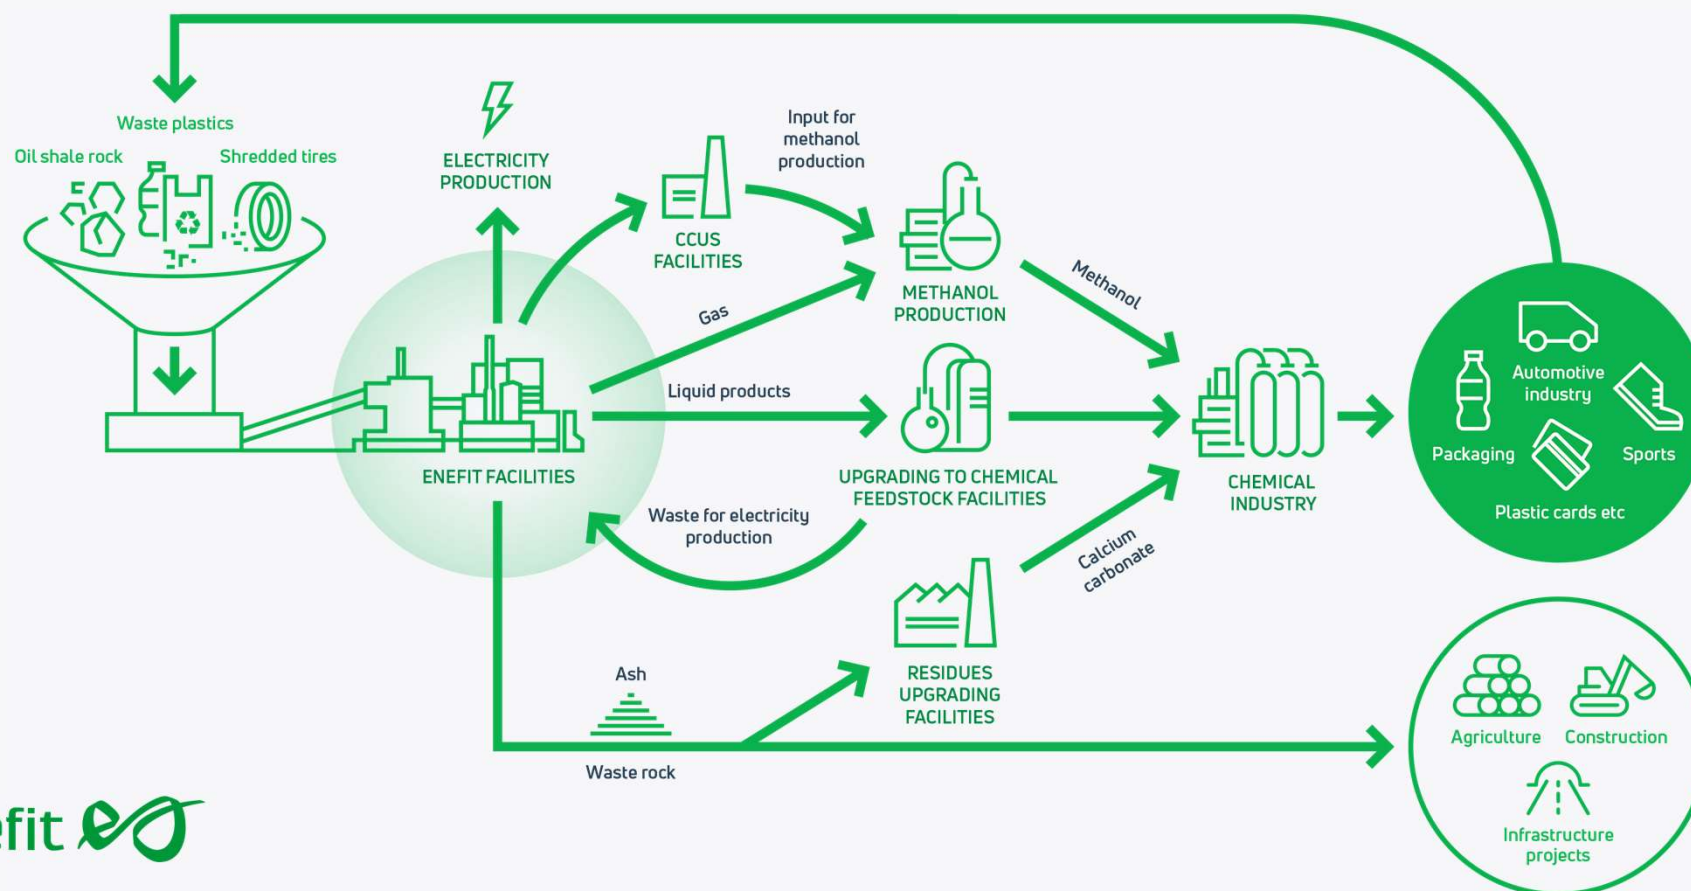 Waste plastics
Oil shale rock
Shredded tires
ELECTRICITY
PRODUCTION
CCUS
FACILITIES
Input for
methanol
production
METHANOL
PRODUCTION
Methanol
Gas
Liquid products
ENEFIT FACILITIES
UPGRADING TO CHEMICAL
FEEDSTOCK FACILITIES
Waste for electricity
production
CHEMICAL
INDUSTRY
Calcium
carbonate
RESIDUES
UPGRADING
FACILITIES
Ash
Waste rock
Automotive
industry
Packaging
Sports
Plastic cards etc
Agriculture
Construction
Infrastructure
projects
efit